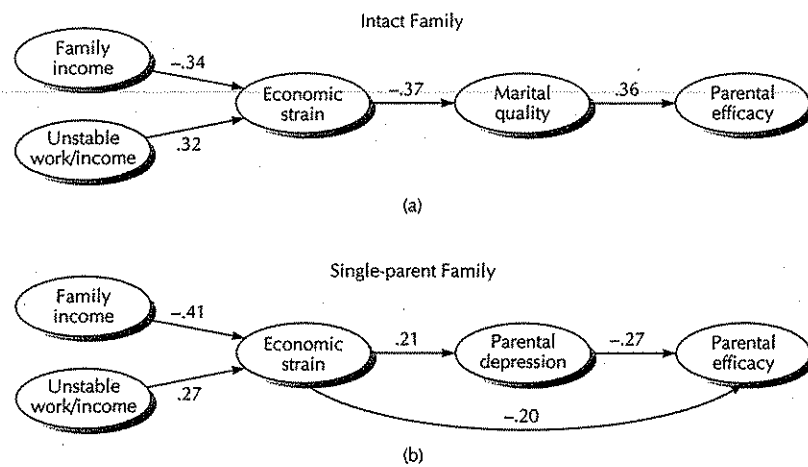 Intact Family
Family
income
–.34
Economic
strain
–.37
Marital
quality
.36
Parental
efficacy
Unstable
work/income
.32
(a)
Single-parent Family
Family
income
–.41
Economic
strain
.21
Parental
depression
–.27
Parental
efficacy
Unstable
work/income
.27
–.20
(b)